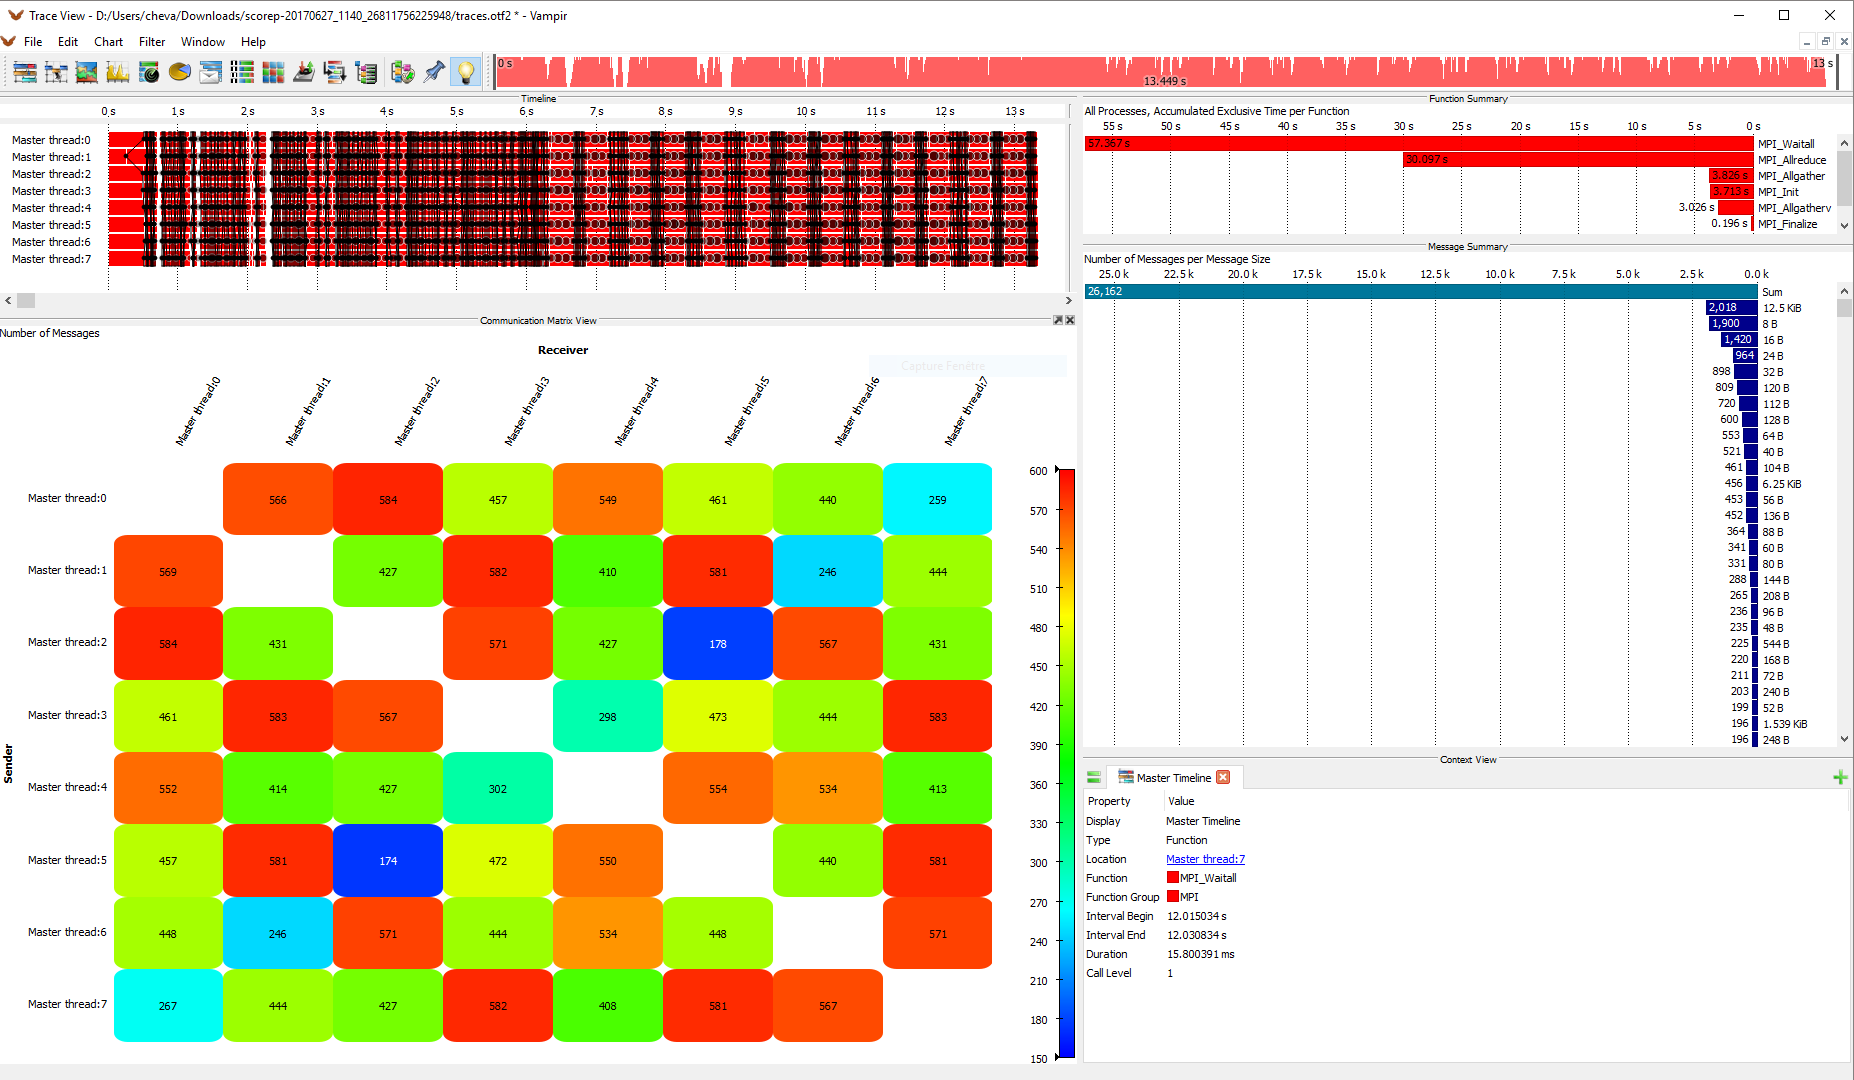 Trace View - D:/Users/cheva/Downloads/scorep-20170627_1140_26811756225948/traces.otf2 * - Vampir
File Edit Chart Filter Window Help
0 s 13.449 s 13 s
Timeline
0 s 1 s 2 s 3 s 4 s 5 s 6 s 7 s 8 s 9 s 10 s 11 s 12 s 13 s
Master thread:0
Master thread:1
Master thread:2
Master thread:3
Master thread:4
Master thread:5
Master thread:6
Master thread:7
Communication Matrix View
Number of Messages
Receiver
Capture Fenêtre
Master thread:0 Master thread:1 Master thread:2 Master thread:3 Master thread:4 Master thread:5 Master thread:6 Master thread:7
Sender
Master thread:0 566 584 457 549 461 440 259
Master thread:1 569 427 582 410 581 246 444
Master thread:2 584 431 571 427 178 567 431
Master thread:3 461 583 567 298 473 444 583
Master thread:4 552 414 427 302 554 534 413
Master thread:5 457 581 174 472 550 440 581
Master thread:6 448 246 571 444 534 448 571
Master thread:7 267 444 427 582 408 581 567
600
570
540
510
480
450
420
390
360
330
300
270
240
210
180
150
Function Summary
All Processes, Accumulated Exclusive Time per Function
55 s 50 s 45 s 40 s 35 s 30 s 25 s 20 s 15 s 10 s 5 s 0 s
57.367 s MPI_Waitall
30.097 s MPI_Allreduce
3.826 s MPI_Allgather
3.713 s MPI_Init
3.026 s MPI_Allgatherv
0.196 s MPI_Finalize
Message Summary
Number of Messages per Message Size
25.0 k 22.5 k 20.0 k 17.5 k 15.0 k 12.5 k 10.0 k 7.5 k 5.0 k 2.5 k 0.0 k
26,162 Sum
2,018 12.5 KiB
1,900 8 B
1,420 16 B
964 24 B
898 32 B
809 120 B
720 112 B
600 128 B
553 64 B
521 40 B
461 104 B
456 6.25 KiB
453 56 B
452 136 B
364 88 B
341 60 B
331 80 B
288 144 B
265 208 B
236 96 B
235 48 B
225 544 B
220 168 B
211 72 B
203 240 B
199 52 B
196 1.539 KiB
196 248 B
Context View
Master Timeline
Property Value
Display Master Timeline
Type Function
Location Master thread:7
Function MPI_Waitall
Function Group MPI
Interval Begin 12.015034 s
Interval End 12.030834 s
Duration 15.800391 ms
Call Level 1